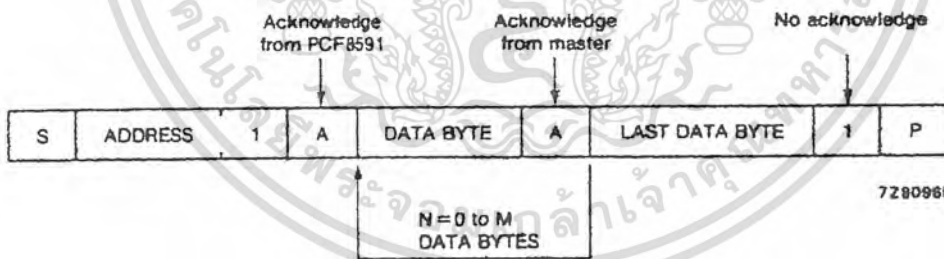 Acknowledge
from PCF8591
Acknowledge
from master
No acknowledge
S ADDRESS 1 A DATA BYTE A LAST DATA BYTE 1 P
N = 0 to M
DATA BYTES